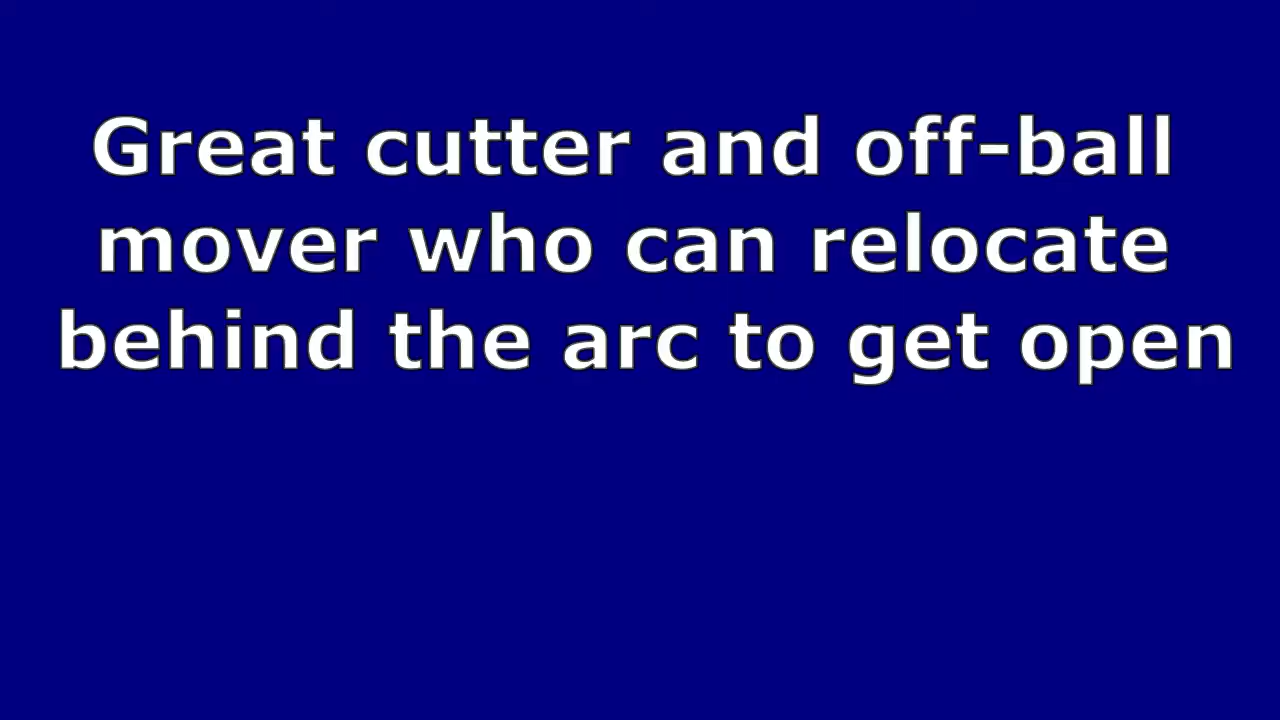 Great cutter and off-ball
mover who can relocate
behind the arc to get open